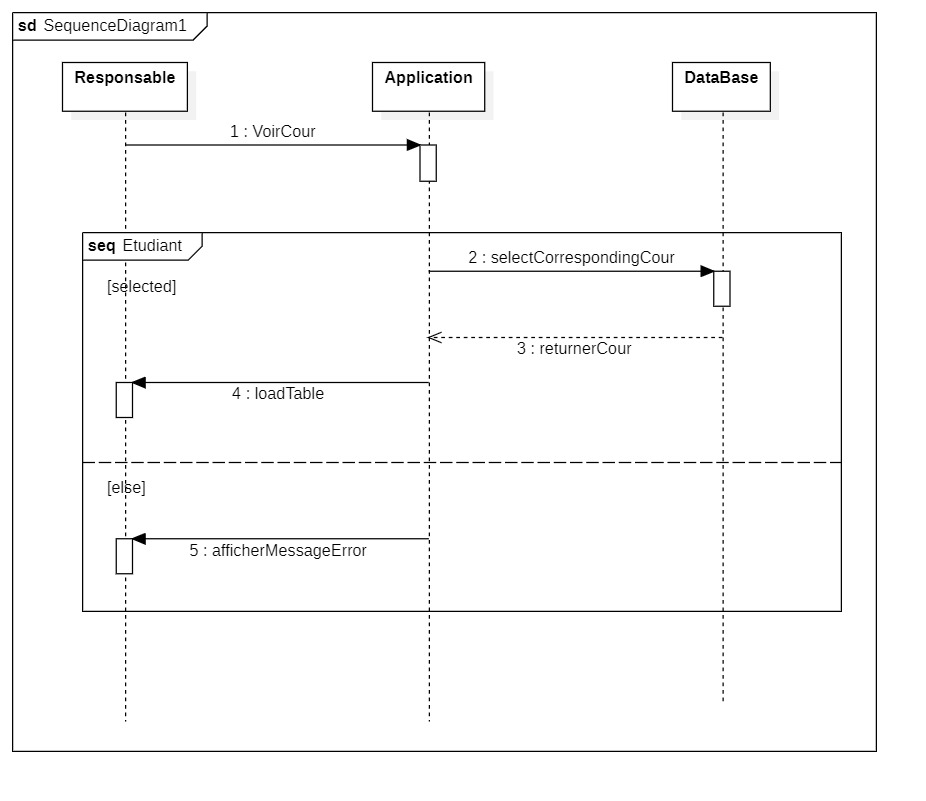 sd SequenceDiagram1
Responsable
Application
DataBase
1 : VoirCour
seq Etudiant
2 : selectCorrespondingCour
[selected]
3 : returnerCour
4 : loadTable
[else]
5 : afficherMessageError